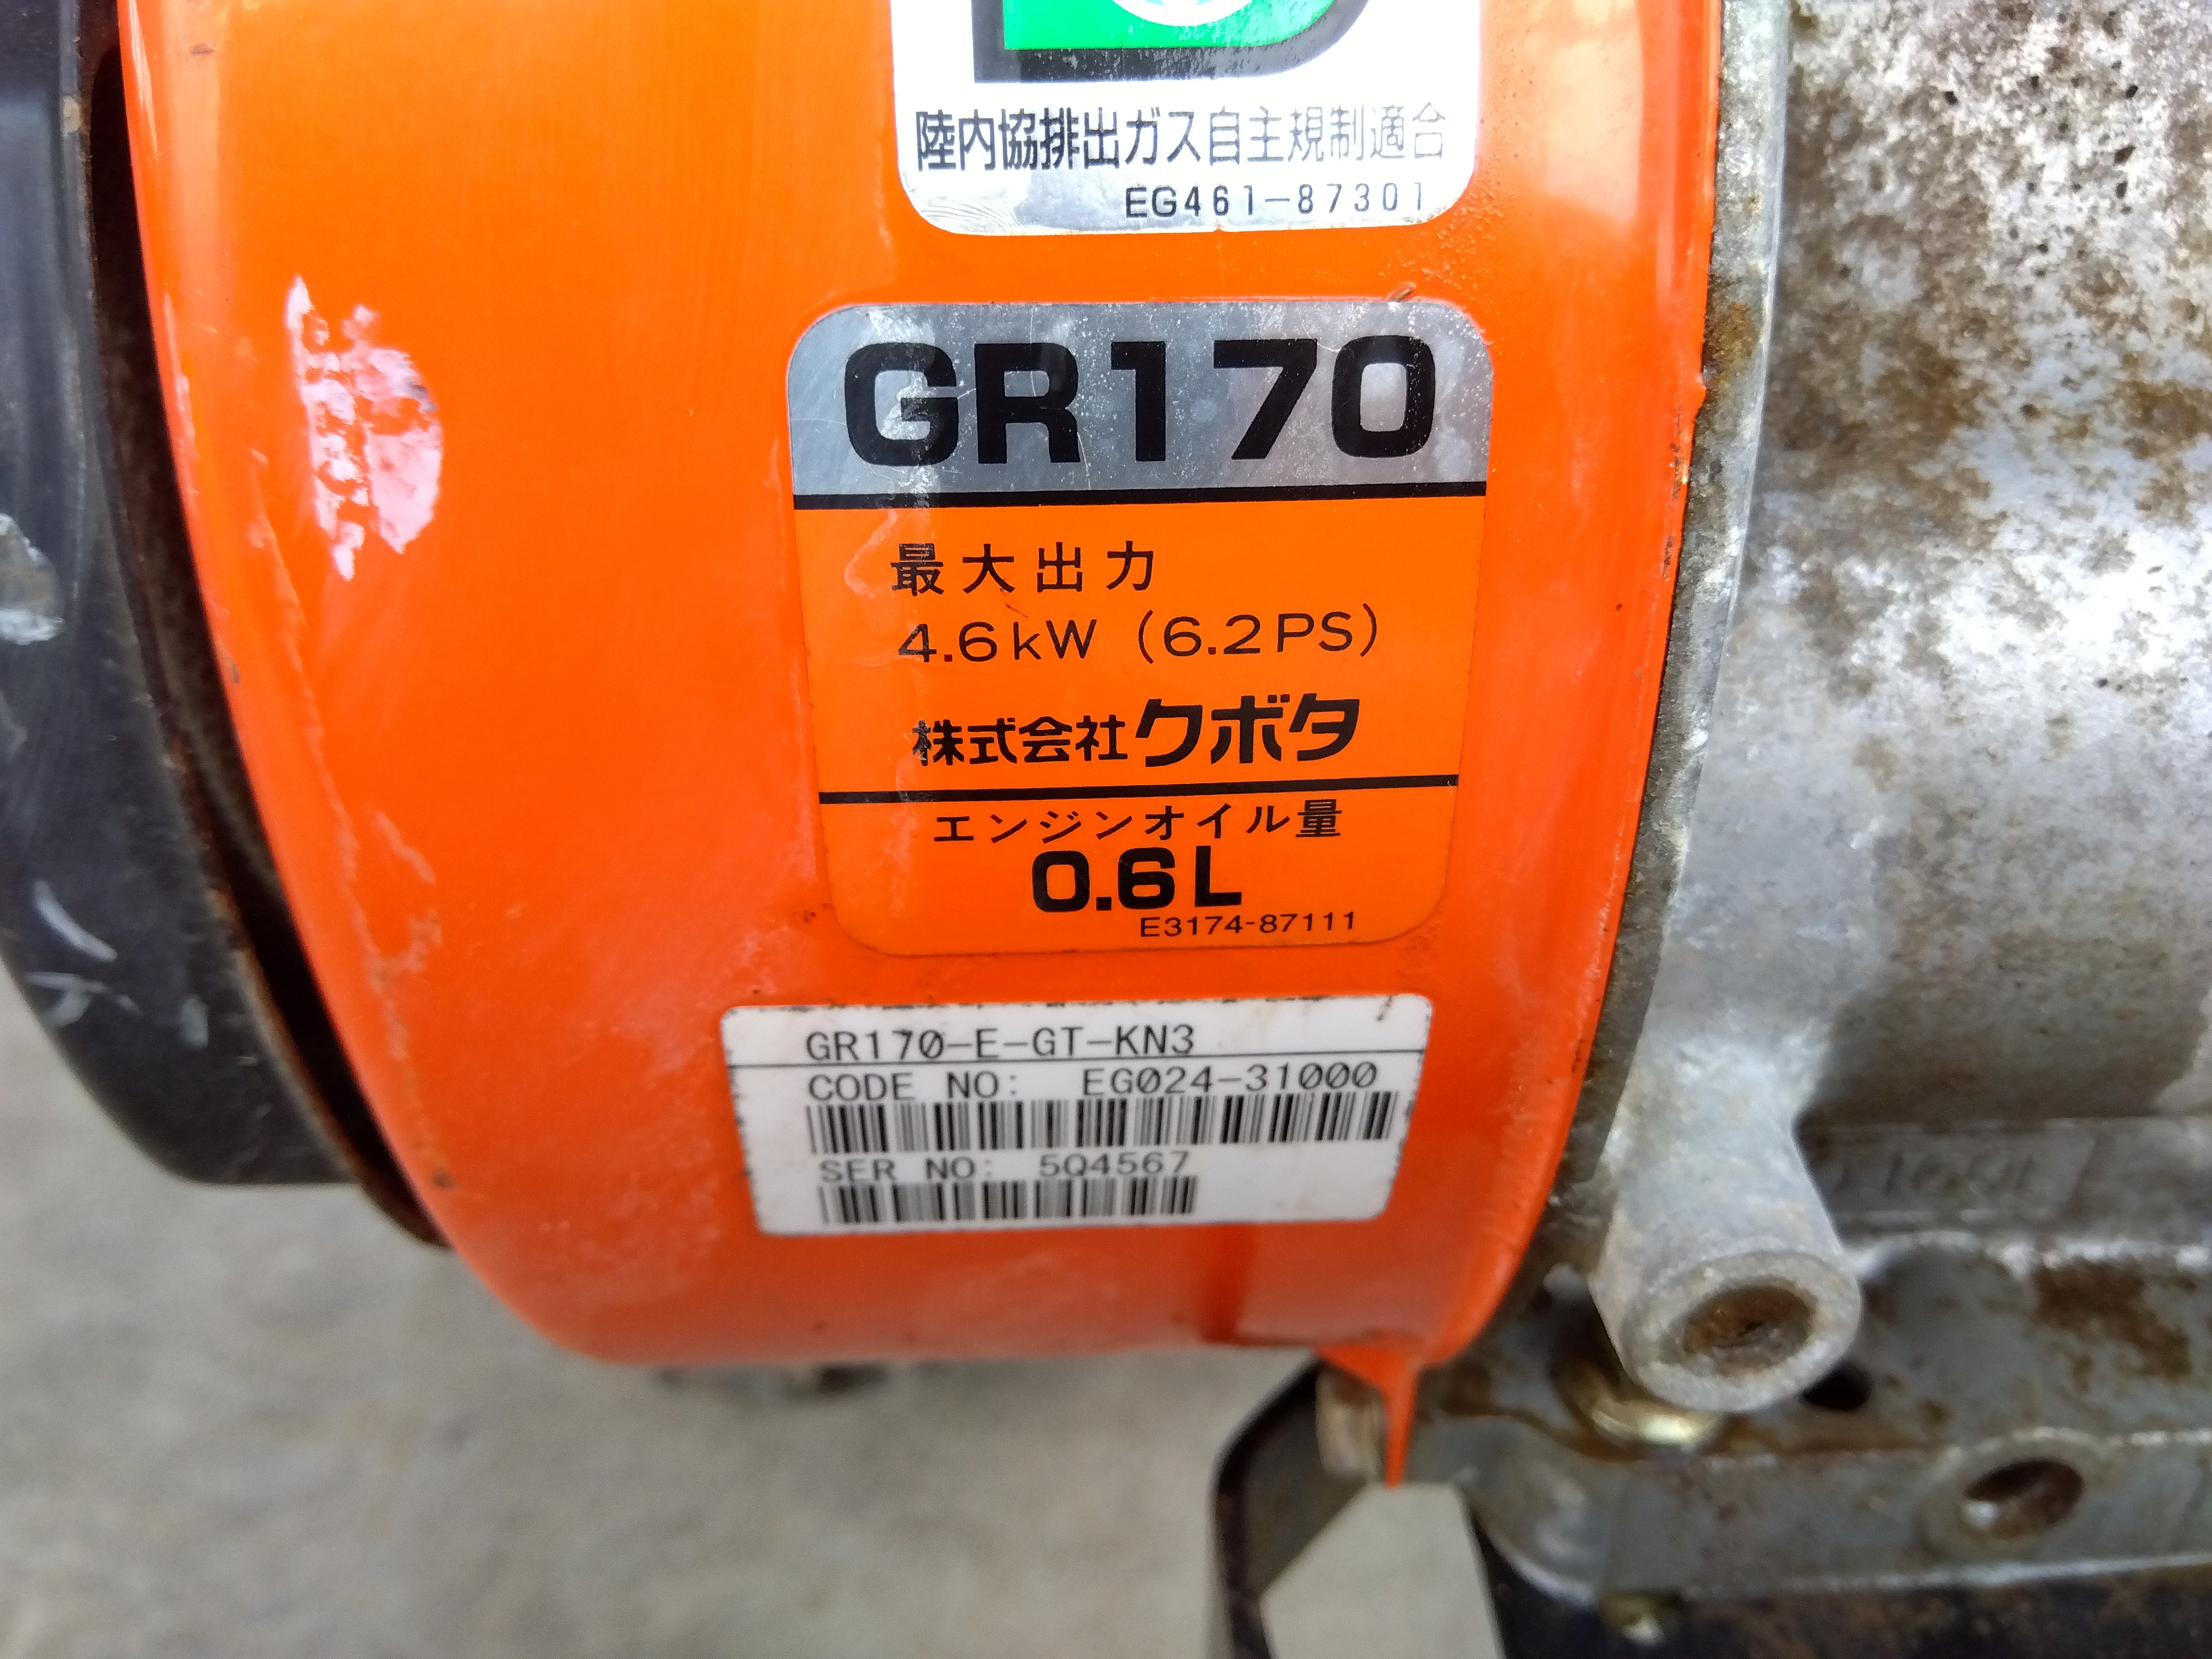 陸内協排出ガス自主規制適合
EG461-87301
GR170
最大出力
4.6kW (6.2PS)
株式会社クボタ
エンジンオイル量
0.6L
E3174-87111
GR170-E-GT-KN3
CODE NO: EG024-31000
SER NO: 5Q4567